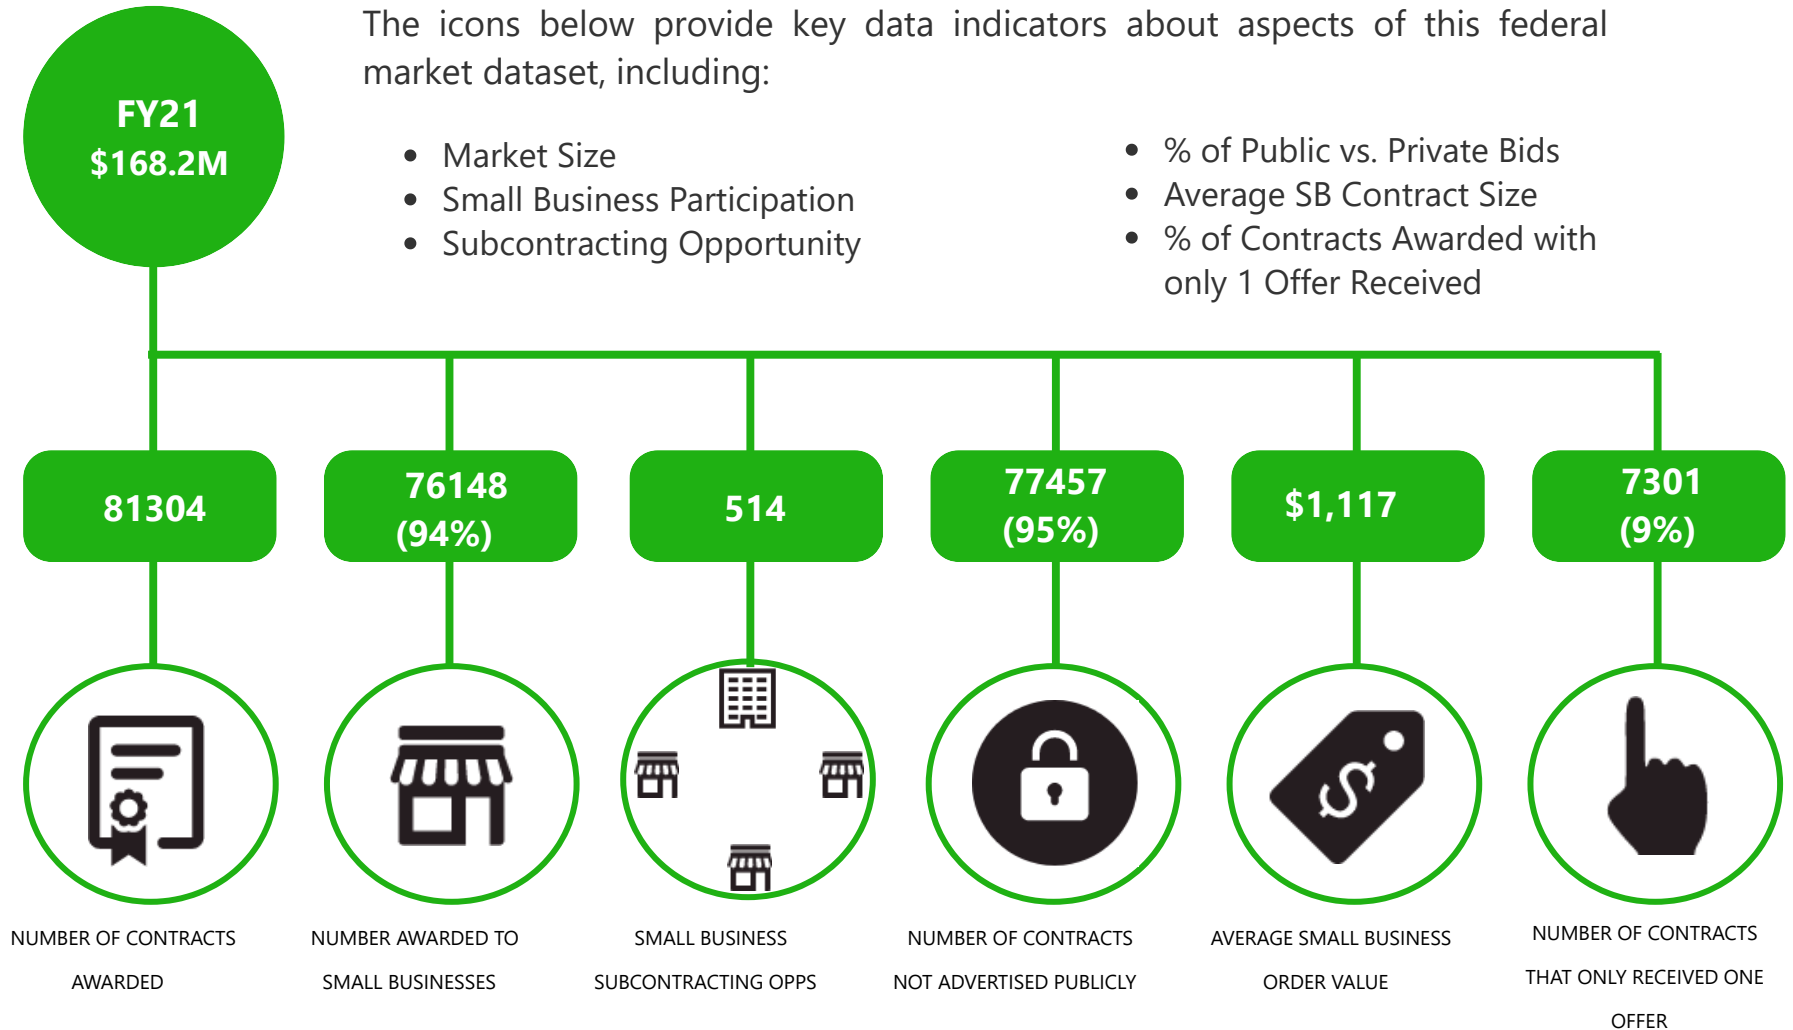 The icons below provide key data indicators about aspects of this federal
market dataset, including:
FY21
$168.2M
• Market Size
• Small Business Participation
• Subcontracting Opportunity
• % of Public vs. Private Bids
• Average SB Contract Size
• % of Contracts Awarded with
only 1 Offer Received
81304
76148
(94%)
514
77457
(95%)
$1,117
7301
(9%)
$
NUMBER OF CONTRACTS
AWARDED
NUMBER AWARDED TO
SMALL BUSINESSES
SMALL BUSINESS
SUBCONTRACTING OPPS
NUMBER OF CONTRACTS
NOT ADVERTISED PUBLICLY
AVERAGE SMALL BUSINESS
ORDER VALUE
NUMBER OF CONTRACTS
THAT ONLY RECEIVED ONE
OFFER